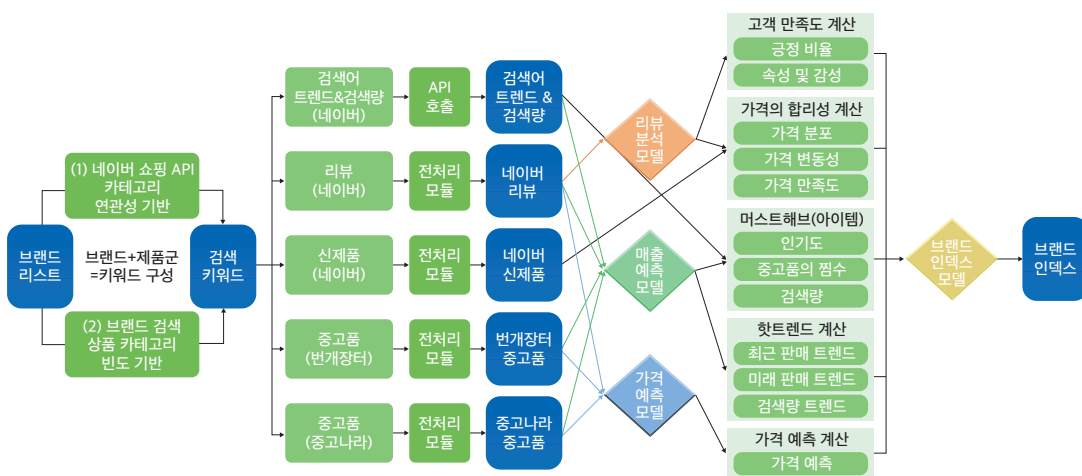 브랜드
리스트
(1) 네이버 쇼핑 API
카테고리
연관성 기반
브랜드+제품군
=키워드 구성
(2) 브랜드 검색
상품 카테고리
빈도 기반
검색
키워드
검색어
트렌드&검색량
(네이버)
API
호출
검색어
트렌드 &
검색량
리뷰
(네이버)
전처리
모듈
네이버
리뷰
신제품
(네이버)
전처리
모듈
네이버
신제품
중고품
(번개장터)
전처리
모듈
번개장터
중고품
중고품
(중고나라)
전처리
모듈
중고나라
중고품
리뷰
분석
모델
매출
예측
모델
가격
예측
모델
고객 만족도 계산
긍정 비율
속성 및 감성
가격의 합리성 계산
가격 분포
가격 변동성
가격 만족도
머스트해브(아이템)
인기도
중고품의 찜수
검색량
핫트렌드 계산
최근 판매 트렌드
미래 판매 트렌드
검색량 트렌드
가격 예측 계산
가격 예측
브랜드
인덱스
모델
브랜드
인덱스